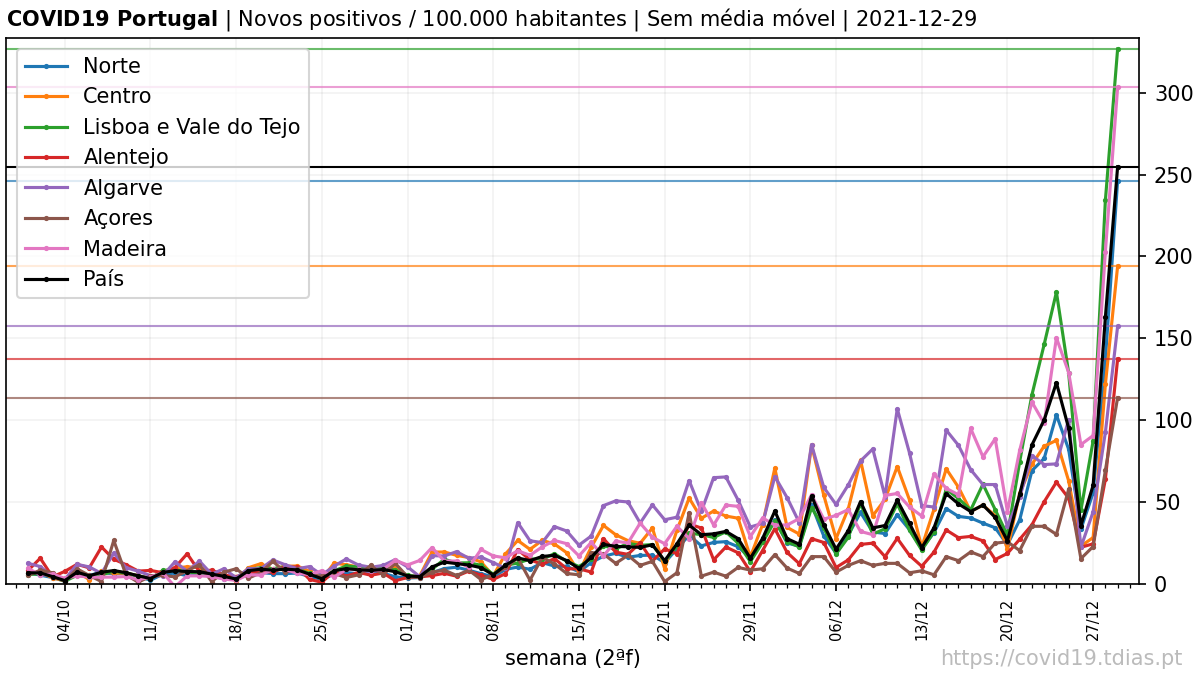 COVID19 Portugal | Novos positivos / 100.000 habitantes | Sem média móvel | 2021-12-29
Norte
Centro
Lisboa e Vale do Tejo
Alentejo
Algarve
Açores
Madeira
País
300
250
200
150
100
50
0
04/10
11/10
18/10
25/10
01/11
08/11
15/11
22/11
29/11
06/12
13/12
20/12
27/12
semana (2ªf)
https://covid19.tdias.pt